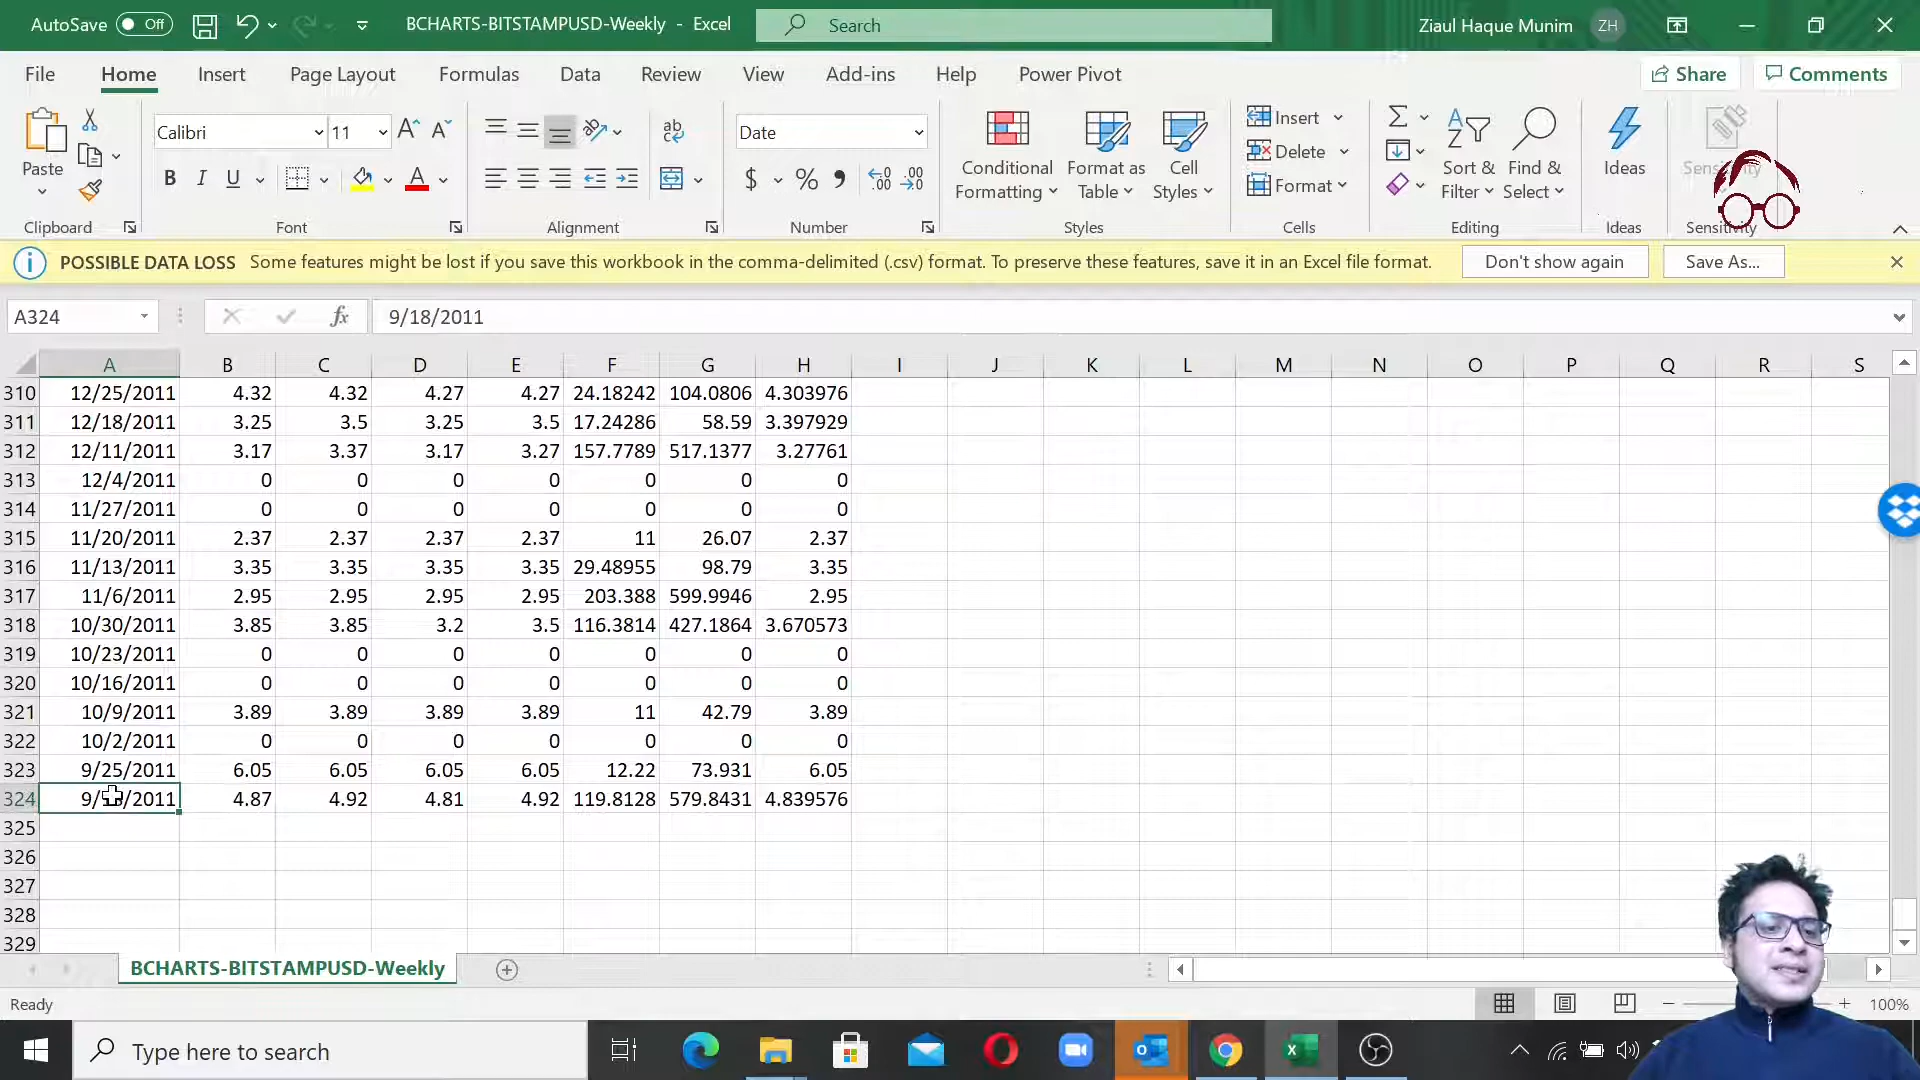 AutoSave Off BCHARTS-BITSTAMPUSD-Weekly - Excel Search Ziaul Haque Munim ZH
File Home Insert Page Layout Formulas Data Review View Add-ins Help Power Pivot Share Comments
Paste Calibri 11 Date Conditional Formatting Format as Table Cell Styles Insert Delete Format Sort & Filter Find & Select Ideas Sensitivity
Clipboard Font Alignment Number Styles Cells Editing Ideas Sensitivity
POSSIBLE DATA LOSS Some features might be lost if you save this workbook in the comma-delimited (.csv) format. To preserve these features, save it in an Excel file format. Don't show again Save As...
A324 fx 9/18/2011
A B C D E F G H I J K L M N O P Q R S
310 12/25/2011 4.32 4.32 4.27 4.27 24.18242 104.0806 4.303976
311 12/18/2011 3.25 3.5 3.25 3.5 17.24286 58.59 3.397929
312 12/11/2011 3.17 3.37 3.17 3.27 157.7789 517.1377 3.27761
313 12/4/2011 0 0 0 0 0 0 0
314 11/27/2011 0 0 0 0 0 0 0
315 11/20/2011 2.37 2.37 2.37 2.37 11 26.07 2.37
316 11/13/2011 3.35 3.35 3.35 3.35 29.48955 98.79 3.35
317 11/6/2011 2.95 2.95 2.95 2.95 203.388 599.9946 2.95
318 10/30/2011 3.85 3.85 3.2 3.5 116.3814 427.1864 3.670573
319 10/23/2011 0 0 0 0 0 0 0
320 10/16/2011 0 0 0 0 0 0 0
321 10/9/2011 3.89 3.89 3.89 3.89 11 42.79 3.89
322 10/2/2011 0 0 0 0 0 0 0
323 9/25/2011 6.05 6.05 6.05 6.05 12.22 73.931 6.05
324 9/18/2011 4.87 4.92 4.81 4.92 119.8128 579.8431 4.839576
325
326
327
328
329
BCHARTS-BITSTAMPUSD-Weekly
Ready 100%
Type here to search